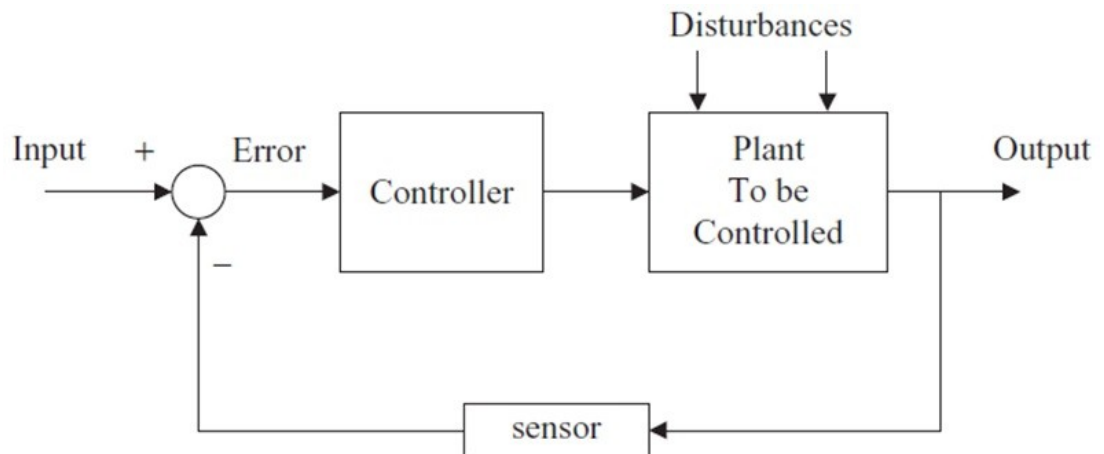 Disturbances
Input
+
Error
Controller
Plant
To be
Controlled
Output
−
sensor